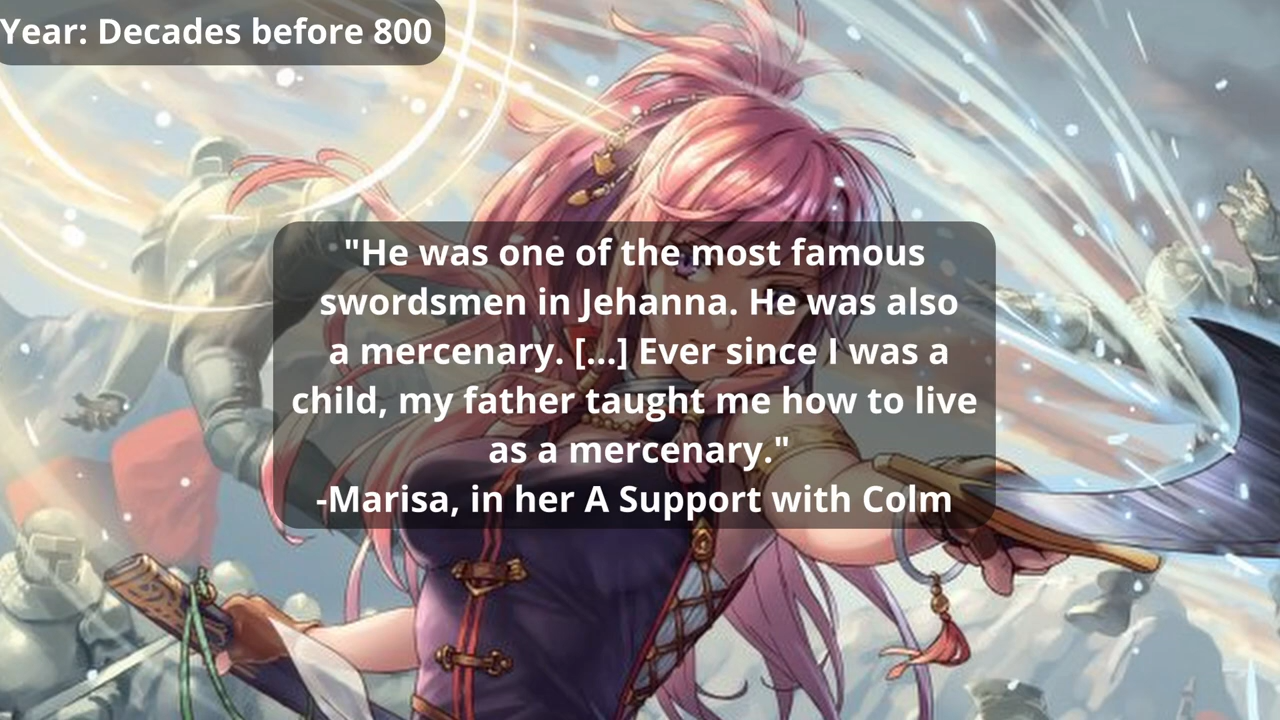 Year: Decades before 800
"He was one of the most famous
swordsmen in Jehanna. He was also
a mercenary. [...] Ever since I was a
child, my father taught me how to live
as a mercenary."
-Marisa, in her A Support with Colm